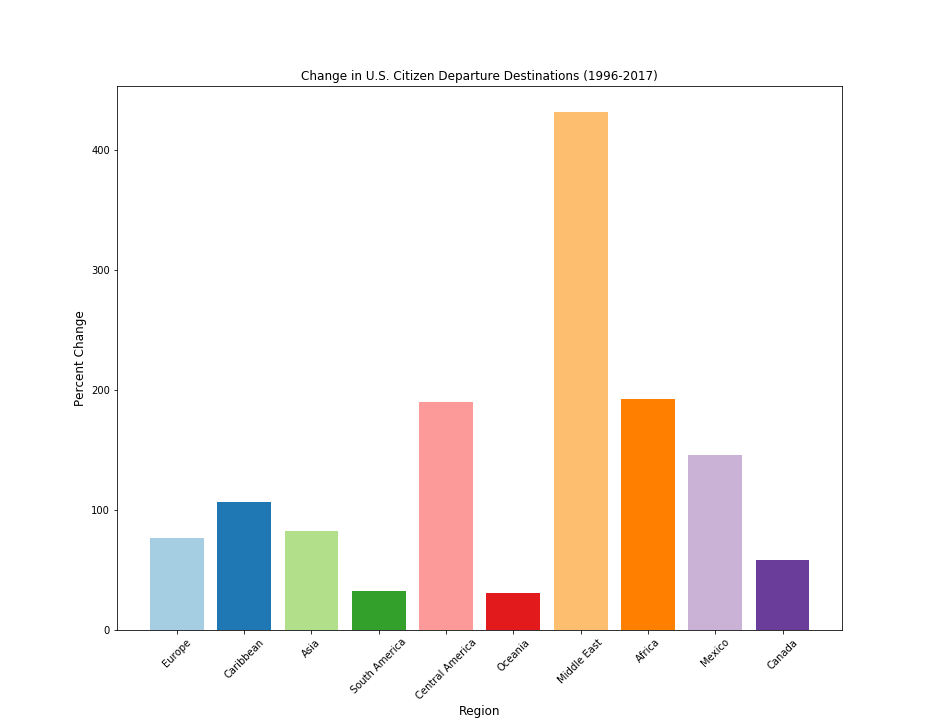 Change in U.S. Citizen Departure Destinations (1996-2017)
Percent Change
400
300
200
100
0
Europe
Caribbean
Asia
South America
Central America
Oceania
Middle East
Africa
Mexico
Canada
Region